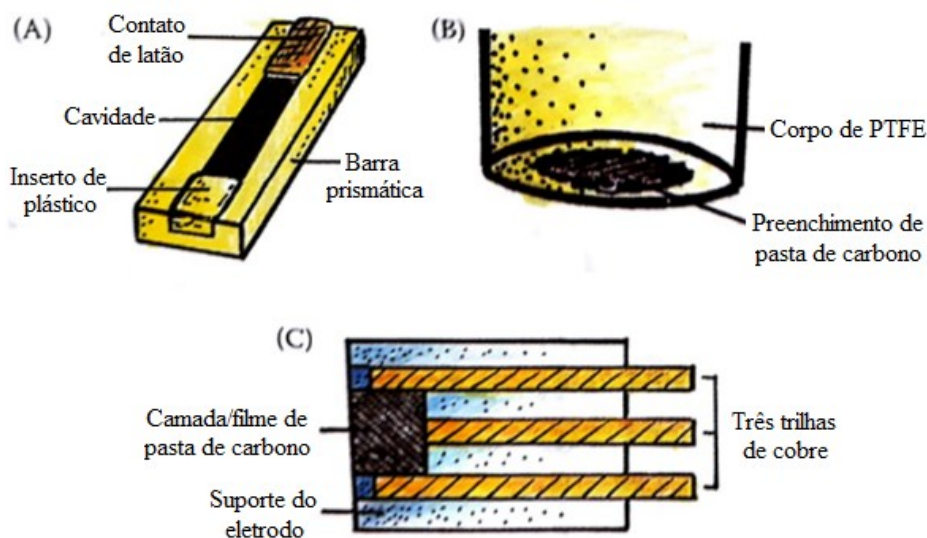 (A)
Contato
de latão
Cavidade
Inserto de
plástico
Barra
prismática
(B)
Corpo de PTFE
Preenchimento de
pasta de carbono
(C)
Camada/filme de
pasta de carbono
Suporte do
eletrodo
Três trilhas
de cobre